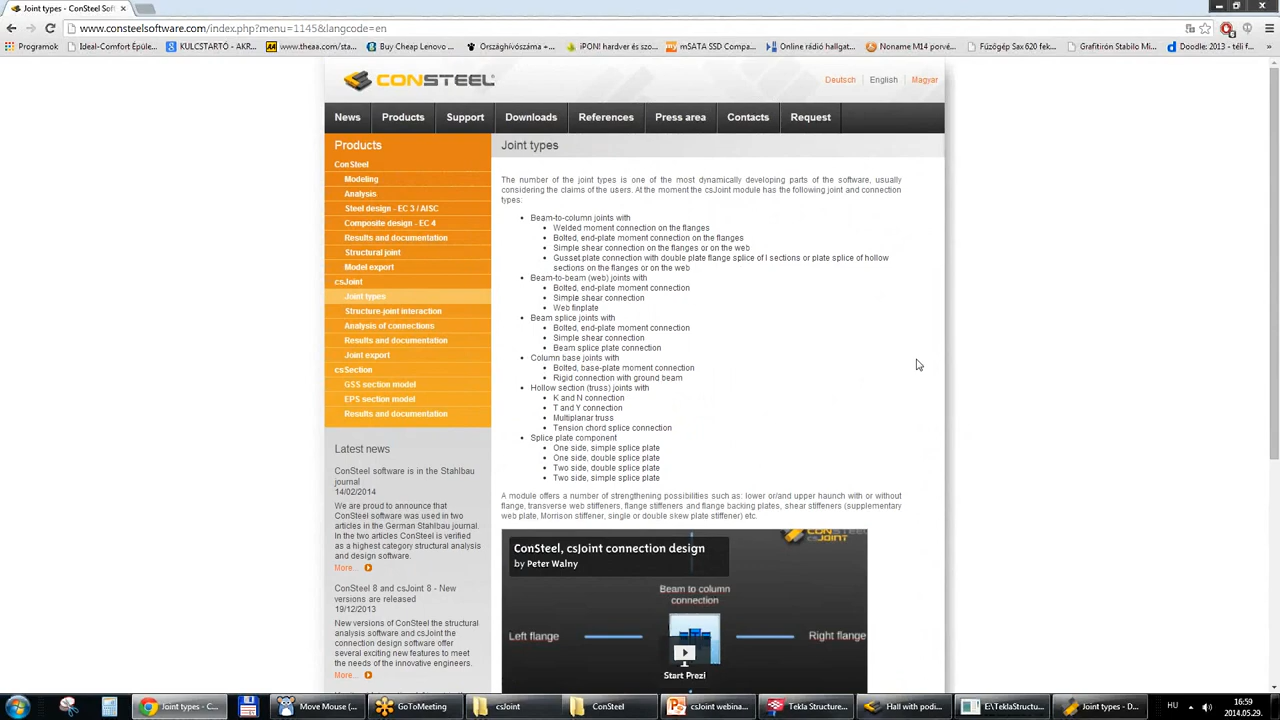 Joint types - ConSteel Sof
www.consteelsoftware.com/index.php?menu=1145&langcode=en
Programok
Ideal-Comfort Épüle...
KULCSTARTÓ - AKR...
www.theaa.com/sta...
Buy Cheap Lenovo ...
Országhívószáma =...
iPON! hardver és szo...
mSATA SSD Compa...
Online rádió hallgat...
Noname M14 porvé...
Fűzőgép Sax 620 fek...
Grafitirón Stabilo Mi...
Doodle: 2013 - téli f...
CONSTEEL
Deutsch | English | Magyar
News
Products
Support
Downloads
References
Press area
Contacts
Request
Products
ConSteel
Modeling
Analysis
Steel design - EC 3 / AISC
Composite design - EC 4
Results and documentation
Structural joint
Model export
csJoint
Joint types
Structure-joint interaction
Analysis of connections
Results and documentation
Joint export
csSection
GSS section model
EPS section model
Results and documentation
Latest news
ConSteel software is in the Stahlbau
journal
14/02/2014
We are proud to announce that
ConSteel software was used in two
articles in the German Stahlbau journal.
In the two articles ConSteel is verified
as a highest category structural analysis
and design software.
More...
ConSteel 8 and csJoint 8 - New
versions are released
19/12/2013
New versions of ConSteel the structural
analysis software and csJoint the
connection design software offer
several exciting new features to meet
the needs of the innovative engineers.
More...
Joint types
The number of the joint types is one of the most dynamically developing parts of the software, usually
considering the claims of the users. At the moment the csJoint module has the following joint and connection
types:
Beam-to-column joints with
Welded moment connection on the flanges
Bolted, end-plate moment connection on the flanges
Simple shear connection on the flanges or on the web
Gusset plate connection with double plate flange splice of I sections or plate splice of hollow
sections on the flanges or on the web
Beam-to-beam (web) joints with
Bolted, end-plate moment connection
Simple shear connection
Web finplate
Beam splice joints with
Bolted, end-plate moment connection
Simple shear connection
Beam splice plate connection
Column base joints with
Bolted, base-plate moment connection
Rigid connection with ground beam
Hollow section (truss) joints with
K and N connection
T and Y connection
Multiplanar truss
Tension chord splice connection
Splice plate component
One side, simple splice plate
One side, double splice plate
Two side, double splice plate
Two side, simple splice plate
A module offers a number of strengthening possibilities such as: lower or/and upper haunch with or without
flange, transverse web stiffeners, flange stiffeners and flange backing plates, shear stiffeners (supplementary
web plate, Morrison stiffener, single or double skew plate stiffener) etc.
CONSTEEL
csJOINT
ConSteel, csJoint connection design
by Peter Walny
Beam to column
connection
Left flange
Right flange
Start Prezi
Joint types - C...
Move Mouse (...
GoToMeeting
csJoint
ConSteel
csJoint webina...
Tekla Structure...
Hall with podi...
E:\TeklaStructu...
Joint types - D...
HU
16:59
2014.05.29.